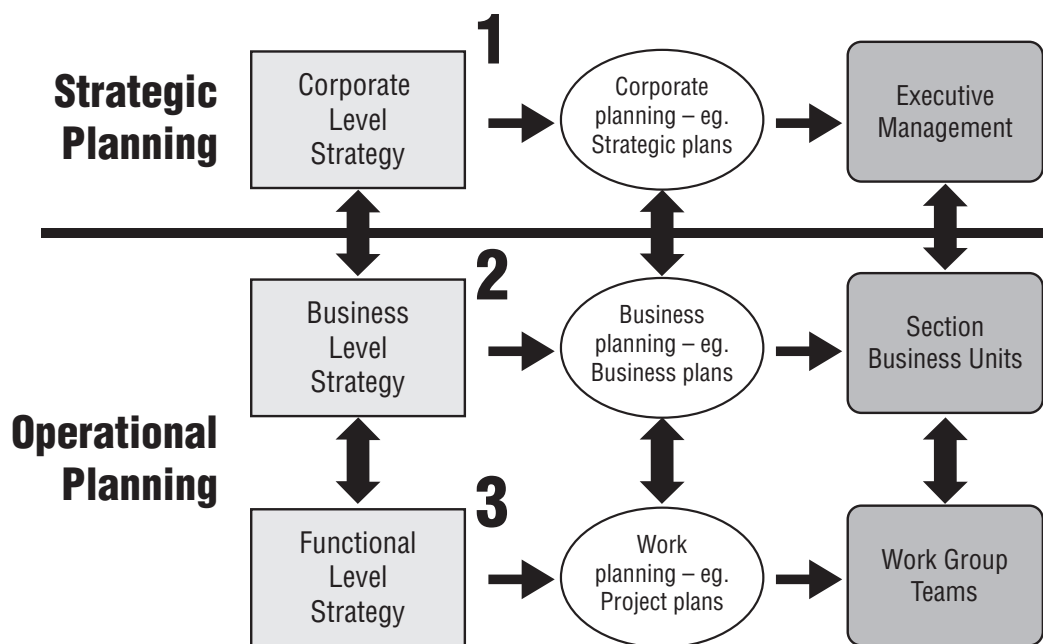 Strategic
Planning
1
Corporate
Level
Strategy
Corporate
planning – eg.
Strategic plans
Executive
Management
2
Business
Level
Strategy
Business
planning – eg.
Business plans
Section
Business Units
Operational
Planning
3
Functional
Level
Strategy
Work
planning – eg.
Project plans
Work Group
Teams